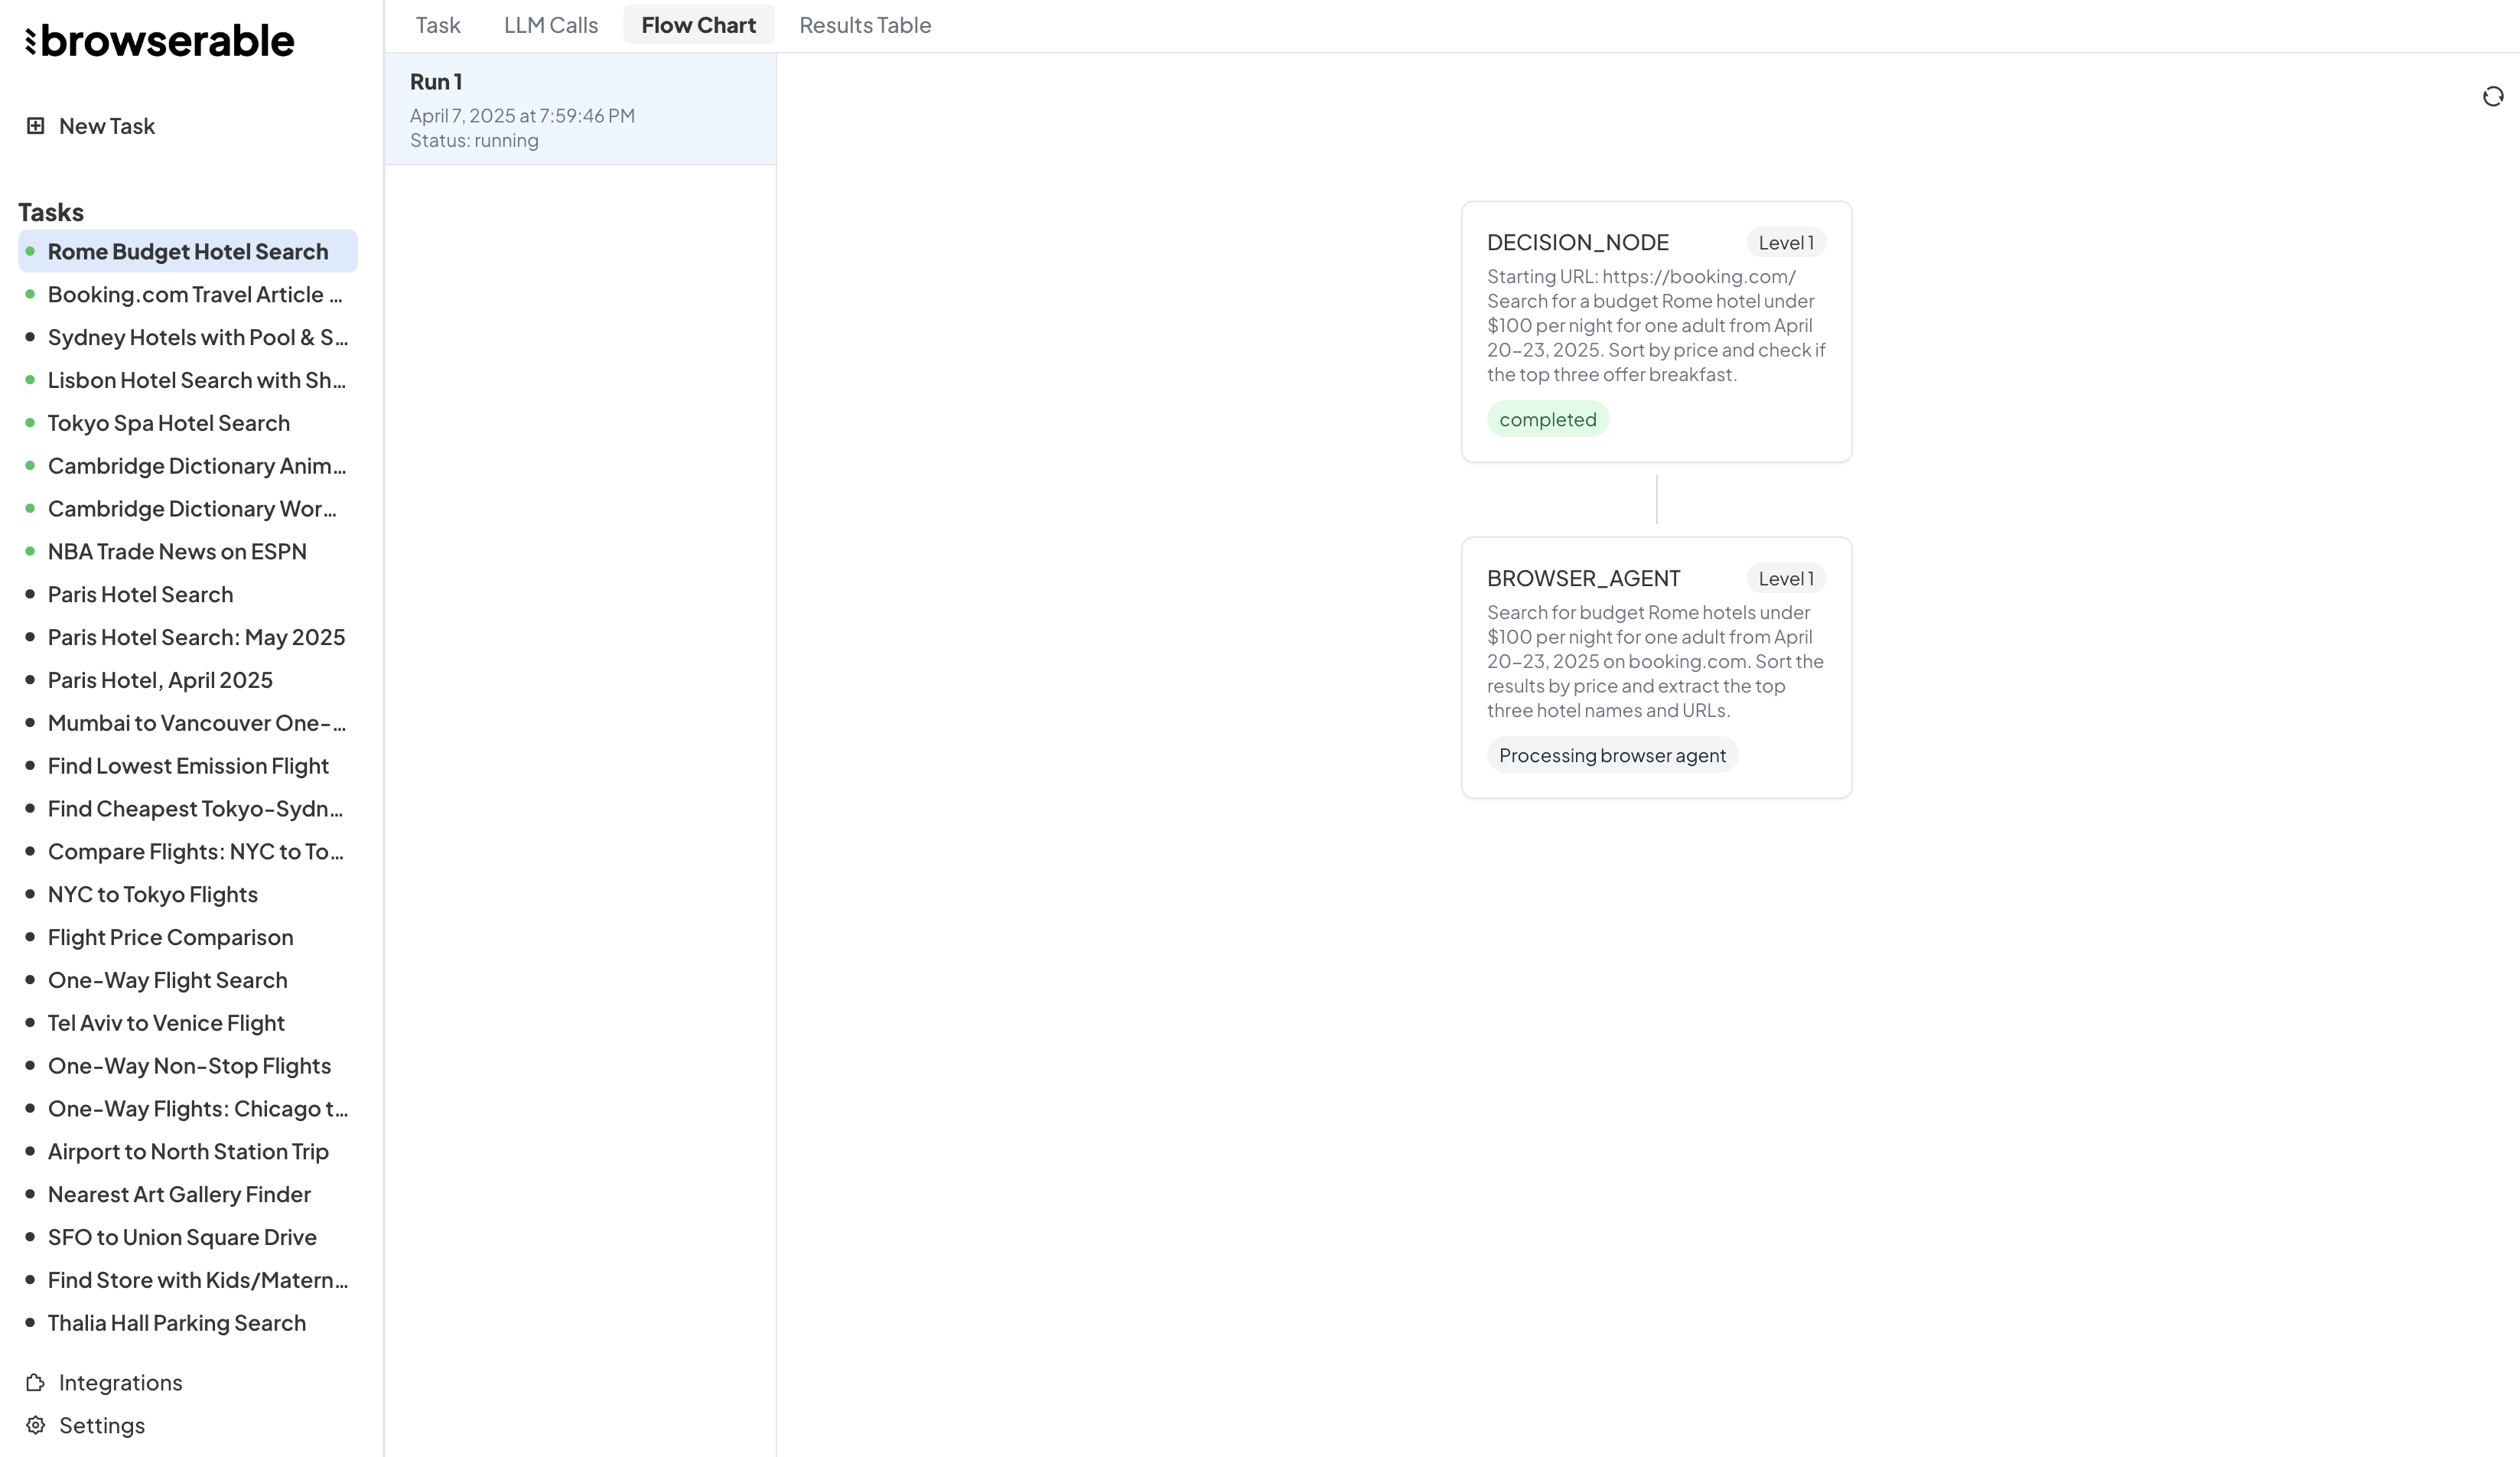 browserable
New Task
Tasks
Rome Budget Hotel Search
Booking.com Travel Article ...
Sydney Hotels with Pool & S...
Lisbon Hotel Search with Sh...
Tokyo Spa Hotel Search
Cambridge Dictionary Anim...
Cambridge Dictionary Wor...
NBA Trade News on ESPN
Paris Hotel Search
Paris Hotel Search: May 2025
Paris Hotel, April 2025
Mumbai to Vancouver One-...
Find Lowest Emission Flight
Find Cheapest Tokyo-Sydn...
Compare Flights: NYC to To...
NYC to Tokyo Flights
Flight Price Comparison
One-Way Flight Search
Tel Aviv to Venice Flight
One-Way Non-Stop Flights
One-Way Flights: Chicago t...
Airport to North Station Trip
Nearest Art Gallery Finder
SFO to Union Square Drive
Find Store with Kids/Matern...
Thalia Hall Parking Search
Integrations
Settings
Task LLM Calls Flow Chart Results Table
Run 1
April 7, 2025 at 7:59:46 PM
Status: running
DECISION_NODE Level 1
Starting URL: https://booking.com/
Search for a budget Rome hotel under
$100 per night for one adult from April
20–23, 2025. Sort by price and check if
the top three offer breakfast.
completed
BROWSER_AGENT Level 1
Search for budget Rome hotels under
$100 per night for one adult from April
20–23, 2025 on booking.com. Sort the
results by price and extract the top
three hotel names and URLs.
Processing browser agent